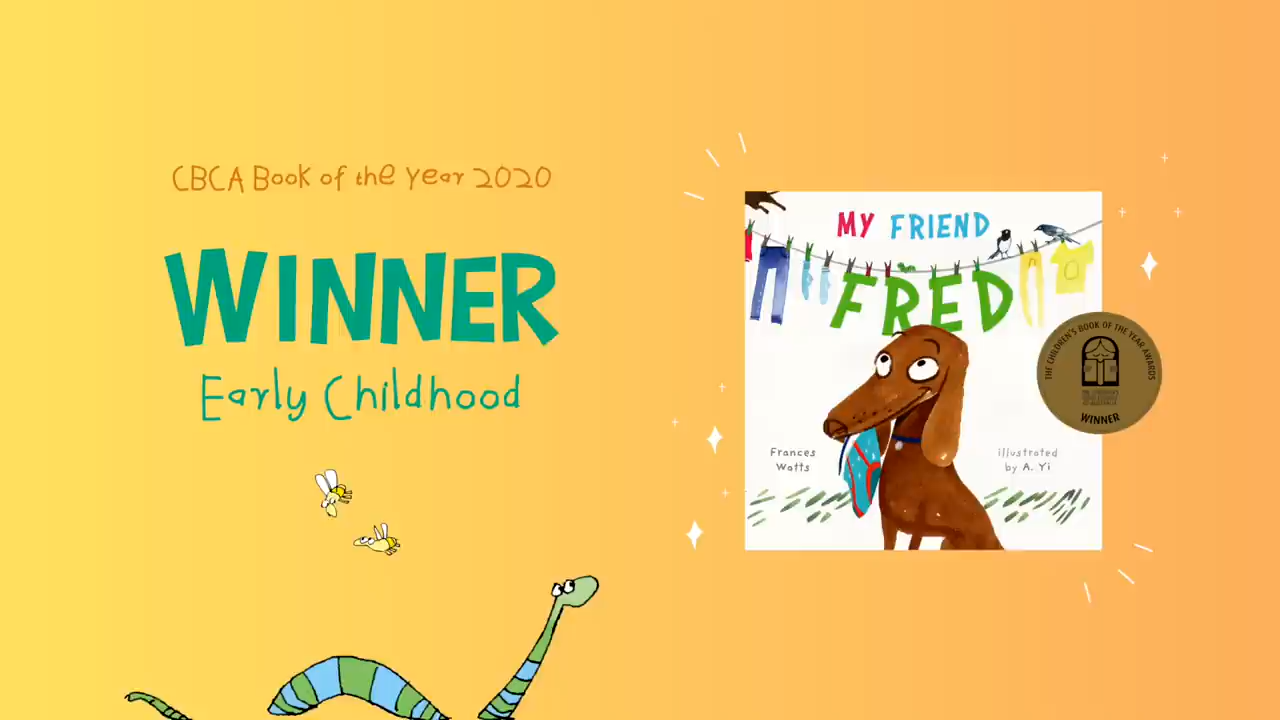 CBCA Book of the Year 2020
WINNER
Early Childhood
MY FRIEND
FRED
Frances
Watts
illustrated
by A. Yi
THE CHILDREN'S BOOK OF THE YEAR AWARDS
WINNER